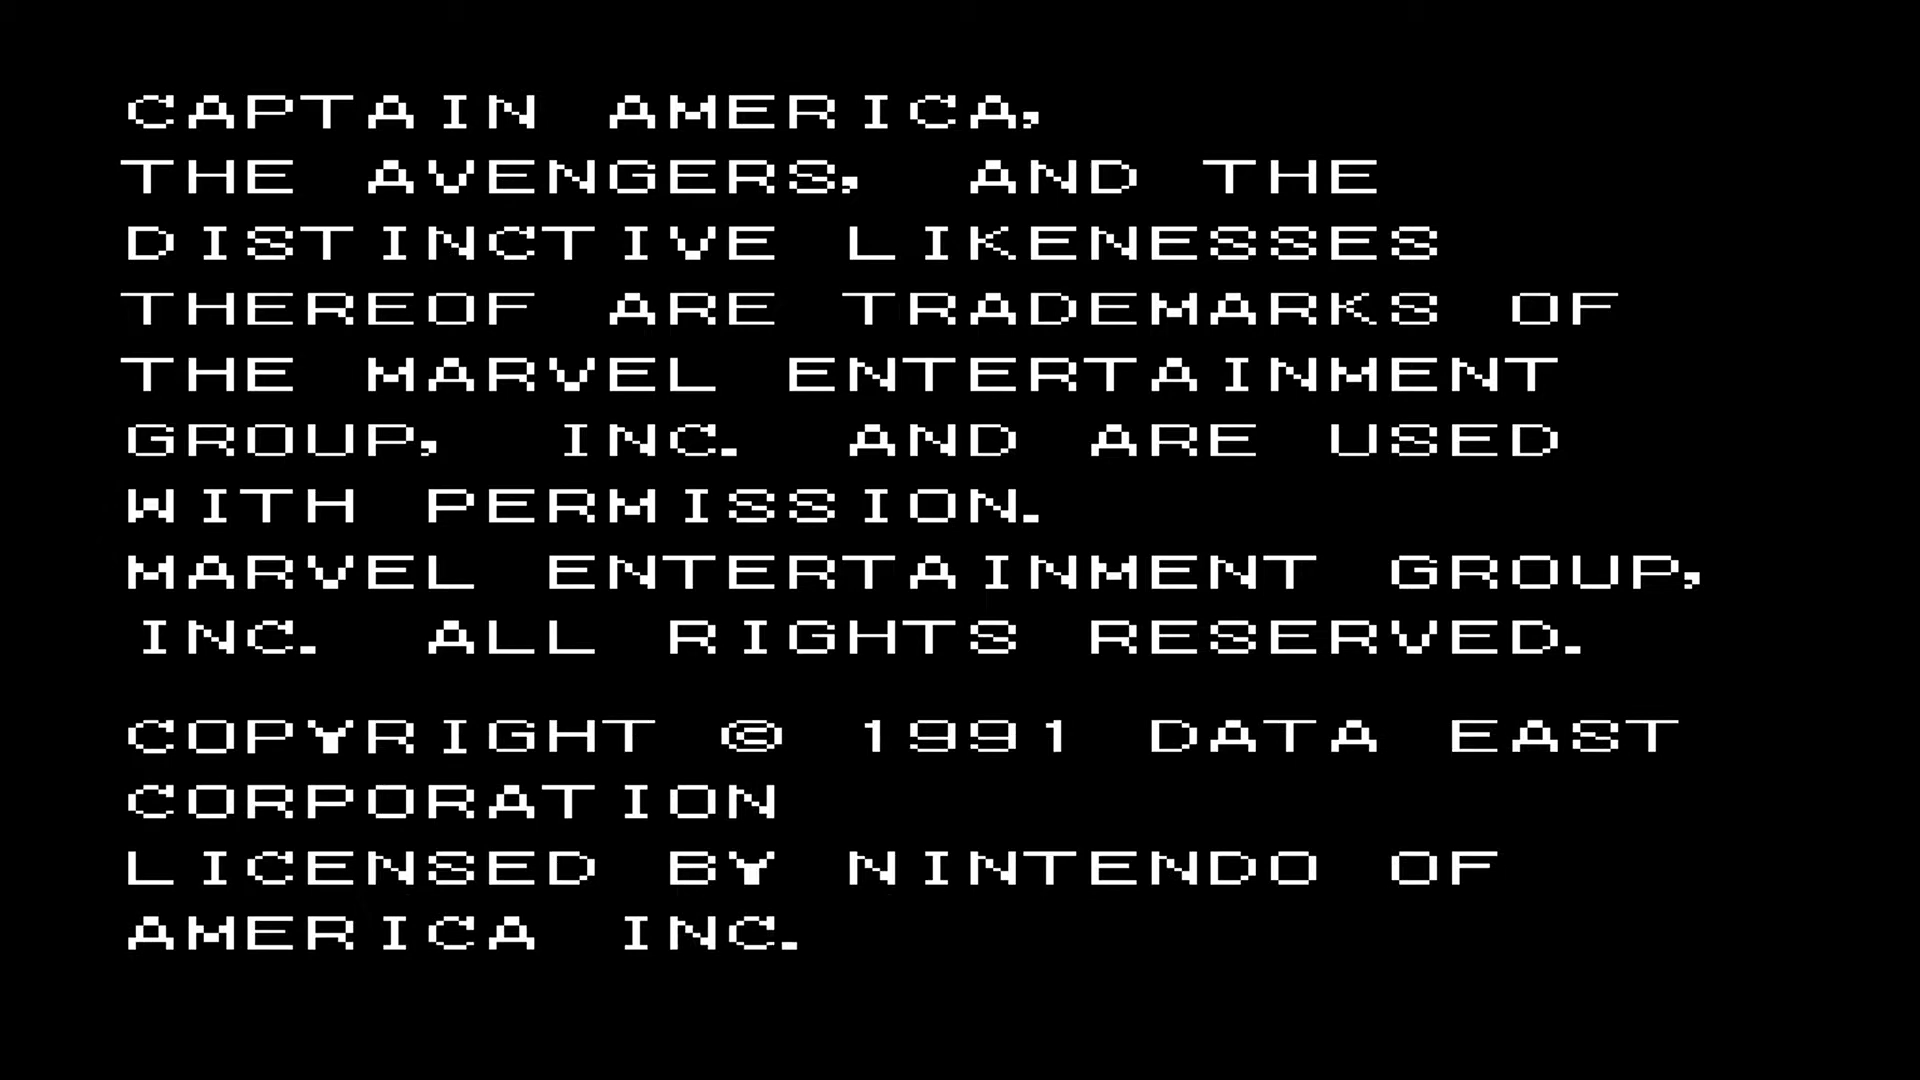 CAPTAIN AMERICA,
THE AVENGERS, AND THE
DISTINCTIVE LIKENESSES
THEREOF ARE TRADEMARKS OF
THE MARVEL ENTERTAINMENT
GROUP, INC. AND ARE USED
WITH PERMISSION.
MARVEL ENTERTAINMENT GROUP,
INC. ALL RIGHTS RESERVED.
COPYRIGHT © 1991 DATA EAST
CORPORATION
LICENSED BY NINTENDO OF
AMERICA INC.